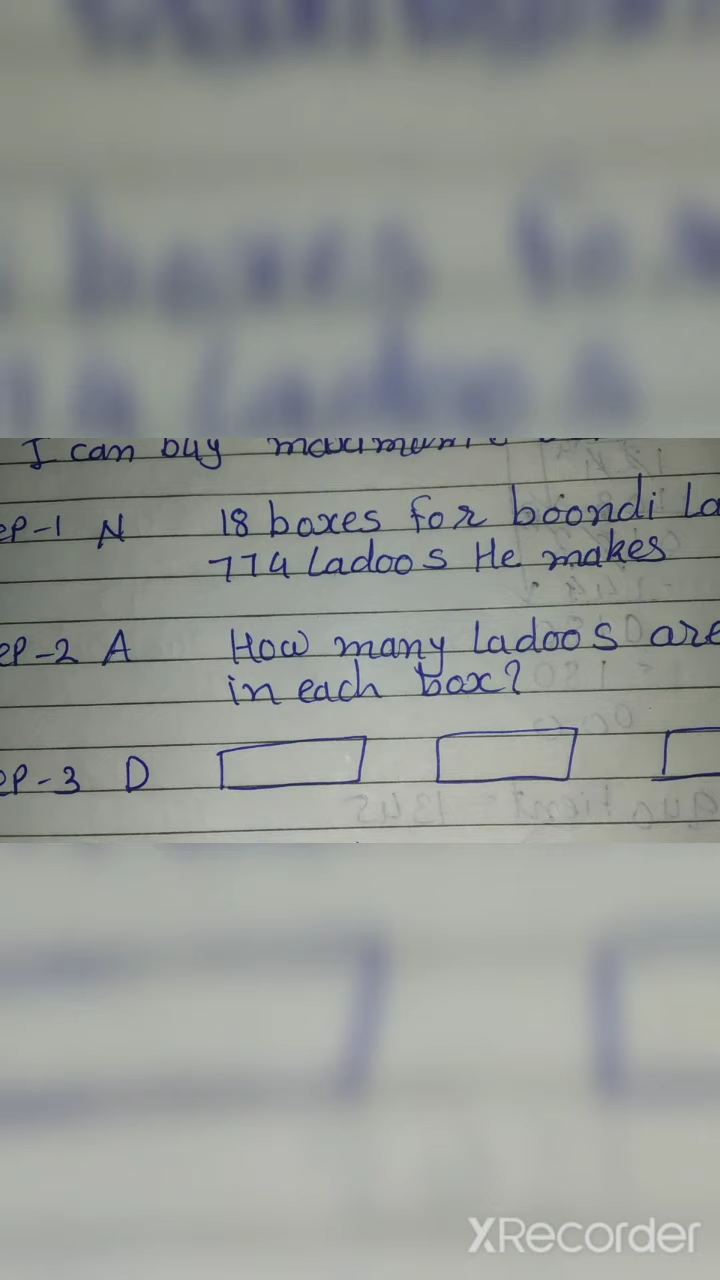 I can buy maximum
eP-1 N 18 boxes for boondi La
774 Ladoos He makes
eP-2 A How many Ladoos are
in each box?
eP-3 D
XRecorder